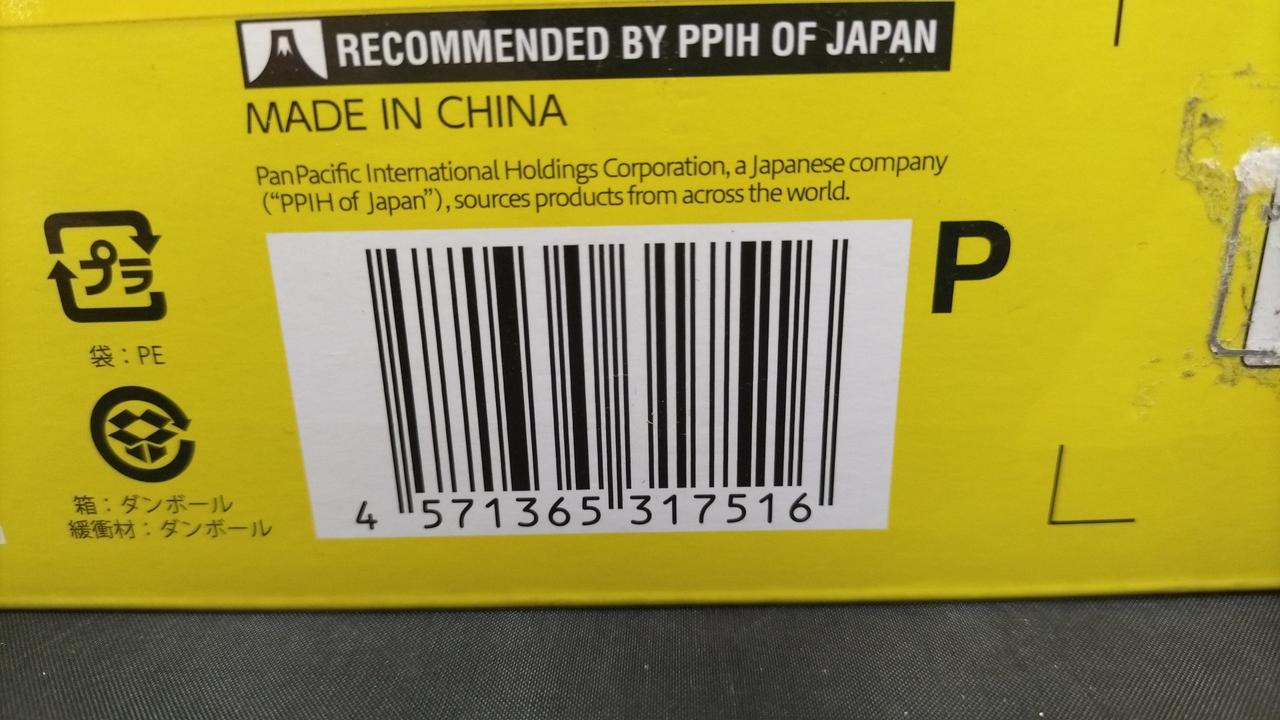 RECOMMENDED BY PPIH OF JAPAN
MADE IN CHINA
Pan Pacific International Holdings Corporation, a Japanese company
("PPIH of Japan"), sources products from across the world.
プラ
袋：PE
箱：ダンボール
緩衝材：ダンボール
P
4 571365 317516